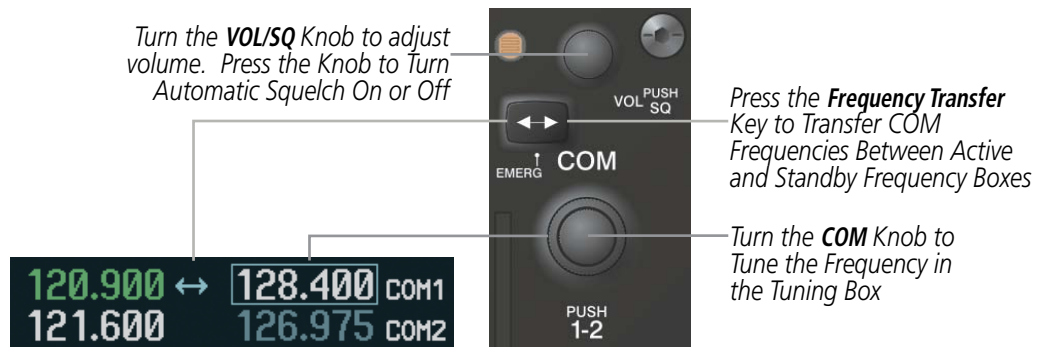 Turn the VOL/SQ Knob to adjust
volume. Press the Knob to Turn
Automatic Squelch On or Off
VOL PUSH SQ
Press the Frequency Transfer
Key to Transfer COM
Frequencies Between Active
and Standby Frequency Boxes
EMERG COM
Turn the COM Knob to
Tune the Frequency in
the Tuning Box
120.900 ↔ 128.400 COM1
121.600 126.975 COM2
PUSH
1-2